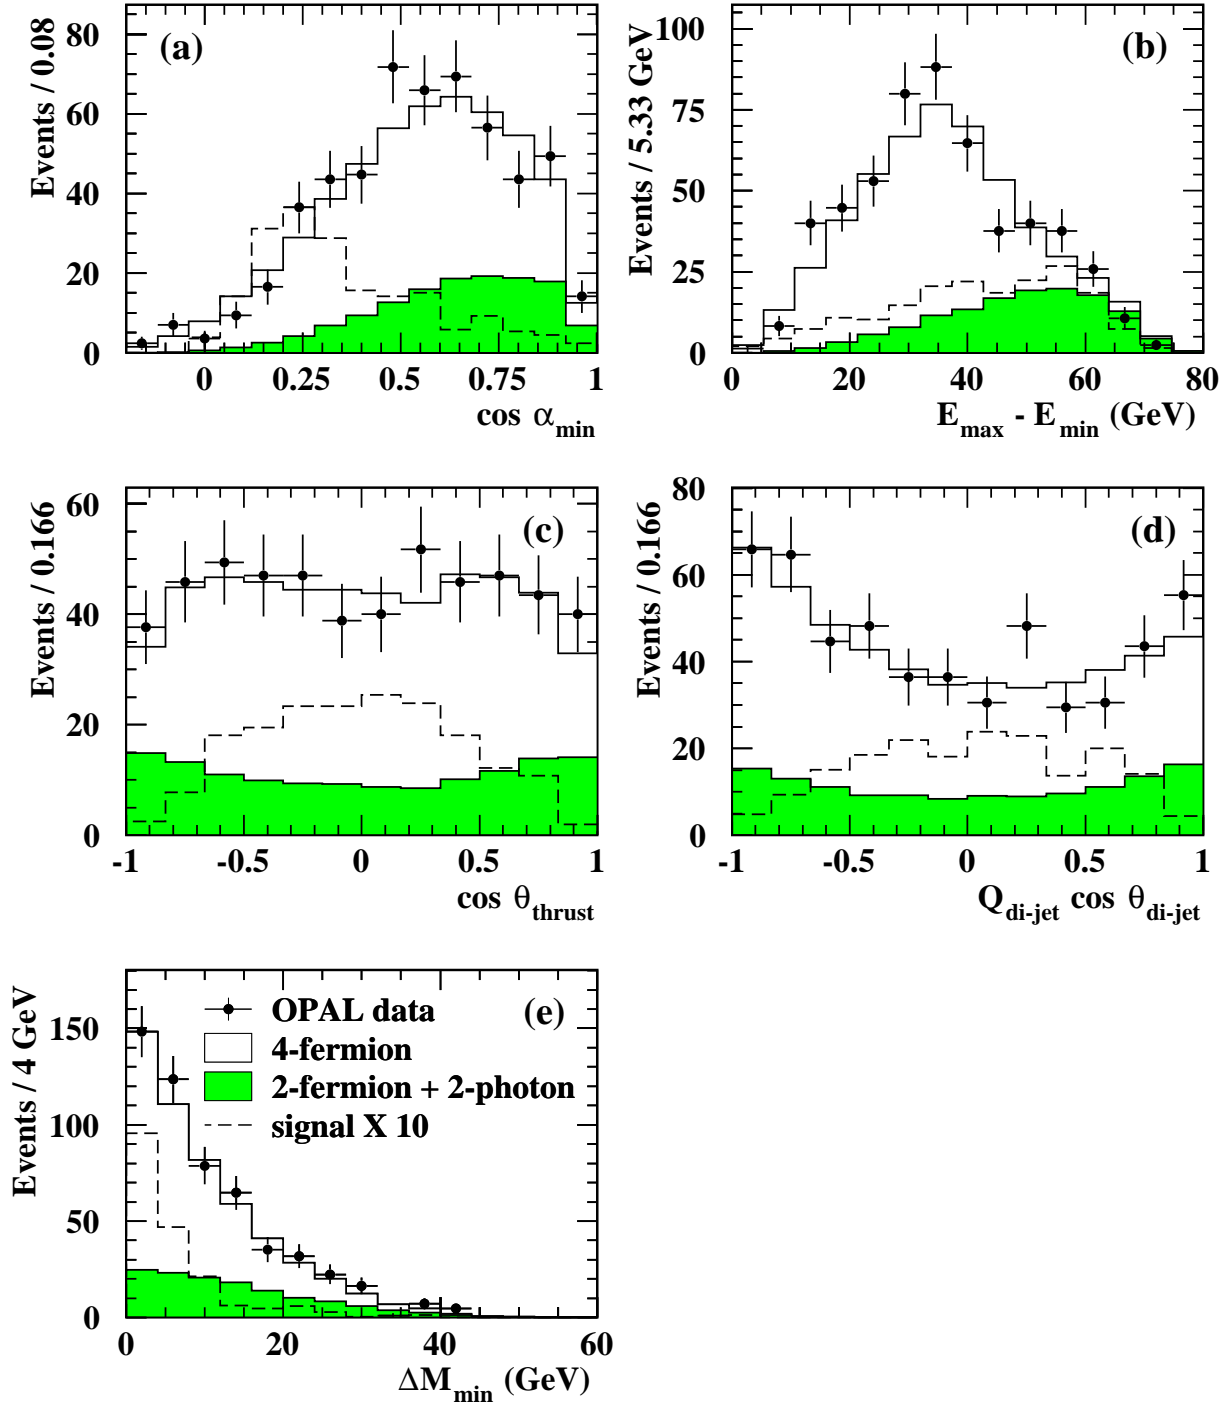 (a)
Events / 0.08
80
60
40
20
0
0 0.25 0.5 0.75 1
cos α_min
(b)
Events / 5.33 GeV
100
75
50
25
0
0 20 40 60 80
E_max - E_min (GeV)
(c)
Events / 0.166
60
40
20
0
-1 -0.5 0 0.5 1
cos θ_thrust
(d)
Events / 0.166
80
60
40
20
0
-1 -0.5 0 0.5 1
Q_di-jet cos θ_di-jet
(e)
Events / 4 GeV
150
100
50
0
OPAL data
4-fermion
2-fermion + 2-photon
signal X 10
0 20 40 60
ΔM_min (GeV)